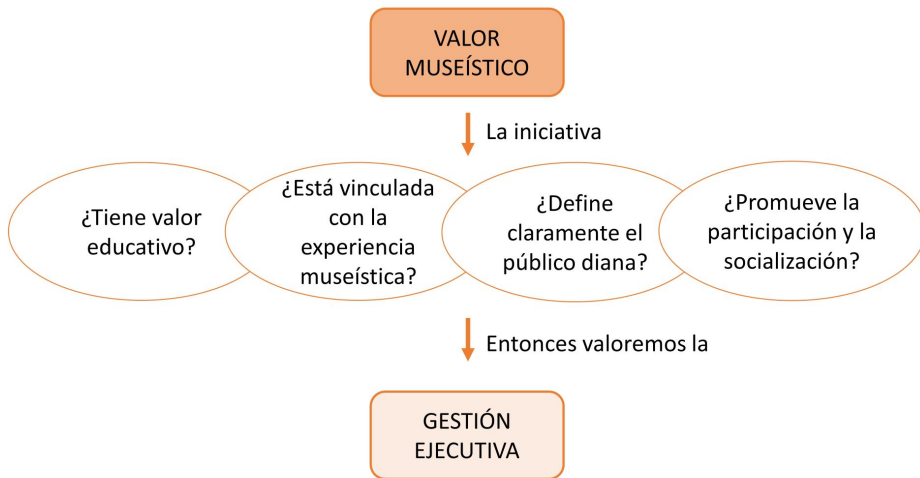 VALOR
MUSEÍSTICO
La iniciativa
¿Tiene valor
educativo?
¿Está vinculada
con la
experiencia
museística?
¿Define
claramente el
público diana?
¿Promueve la
participación y la
socialización?
Entonces valoremos la
GESTIÓN
EJECUTIVA